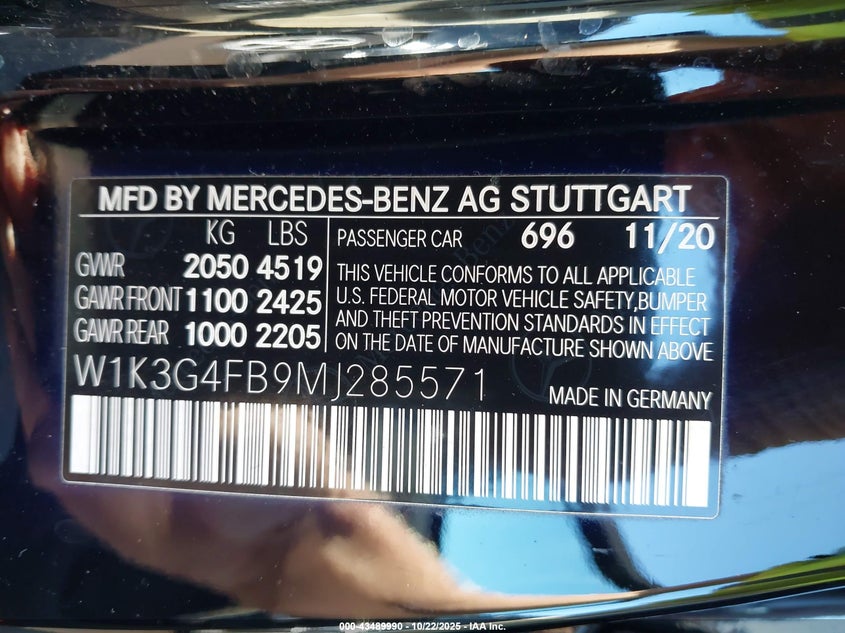 MFD BY MERCEDES-BENZ AG STUTTGART
KG LBS
GVWR 2050 4519
GAWR FRONT 1100 2425
GAWR REAR 1000 2205
PASSENGER CAR 696 11/20
THIS VEHICLE CONFORMS TO ALL APPLICABLE
U.S. FEDERAL MOTOR VEHICLE SAFETY,BUMPER
AND THEFT PREVENTION STANDARDS IN EFFECT
ON THE DATE OF MANUFACTURE SHOWN ABOVE
W1K3G4FB9MJ285571
MADE IN GERMANY
000-43489990 - 10/22/2025 - IAA Inc.